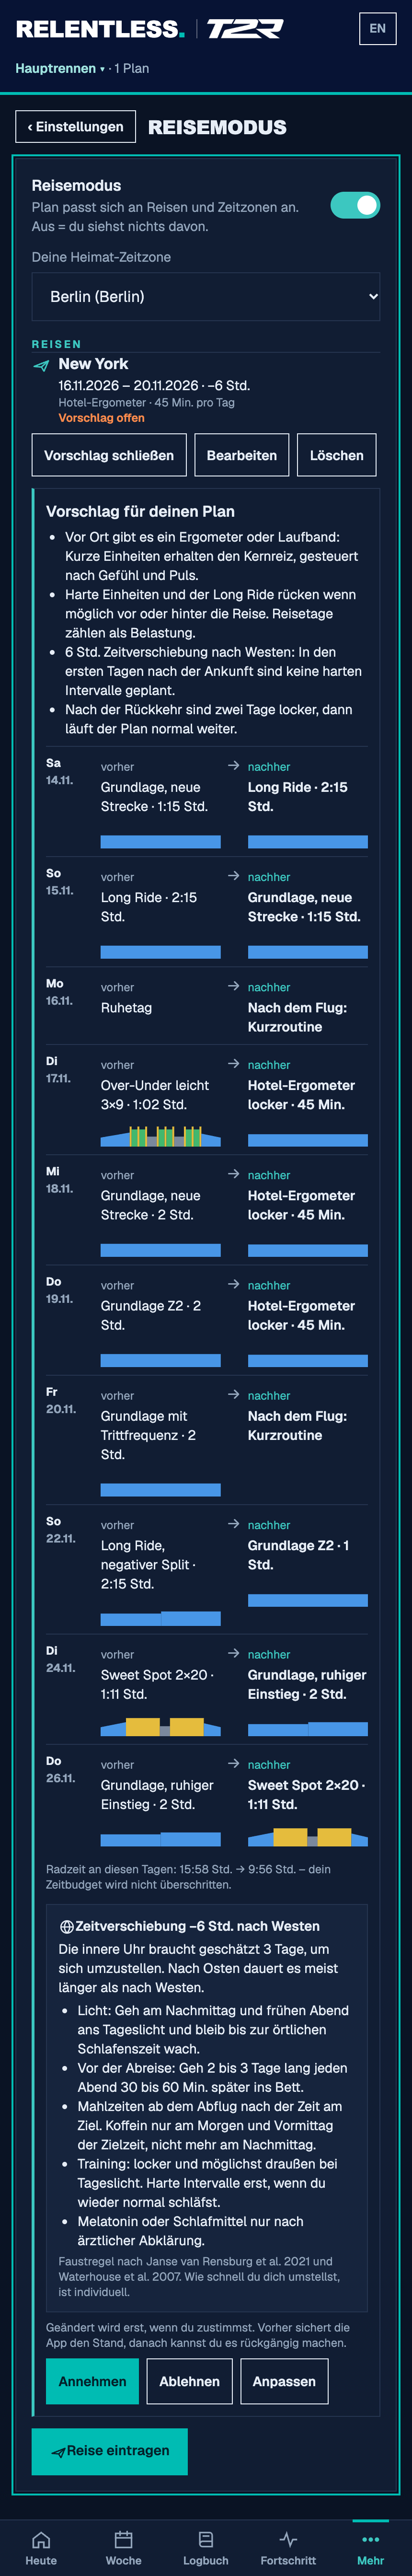 RELENTLESS. T2R
EN
Hauptrennen ▾ · 1 Plan
‹ Einstellungen
REISEMODUS
Reisemodus
Plan passt sich an Reisen und Zeitzonen an.
Aus = du siehst nichts davon.
Deine Heimat-Zeitzone
Berlin (Berlin)
REISEN
New York
16.11.2026 – 20.11.2026 · −6 Std.
Hotel-Ergometer · 45 Min. pro Tag
Vorschlag offen
Vorschlag schließen
Bearbeiten
Löschen
Vorschlag für deinen Plan
• Vor Ort gibt es ein Ergometer oder Laufband:
Kurze Einheiten erhalten den Kernreiz, gesteuert
nach Gefühl und Puls.
• Harte Einheiten und der Long Ride rücken wenn
möglich vor oder hinter die Reise. Reisetage
zählen als Belastung.
• 6 Std. Zeitverschiebung nach Westen: In den
ersten Tagen nach der Ankunft sind keine harten
Intervalle geplant.
• Nach der Rückkehr sind zwei Tage locker, dann
läuft der Plan normal weiter.
Sa
14.11.
vorher
Grundlage, neue
Strecke · 1:15 Std.
→
nachher
Long Ride · 2:15
Std.
So
15.11.
vorher
Long Ride · 2:15
Std.
→
nachher
Grundlage, neue
Strecke · 1:15 Std.
Mo
16.11.
vorher
Ruhetag
→
nachher
Nach dem Flug:
Kurzroutine
Di
17.11.
vorher
Over-Under leicht
3×9 · 1:02 Std.
→
nachher
Hotel-Ergometer
locker · 45 Min.
Mi
18.11.
vorher
Grundlage, neue
Strecke · 2 Std.
→
nachher
Hotel-Ergometer
locker · 45 Min.
Do
19.11.
vorher
Grundlage Z2 · 2
Std.
→
nachher
Hotel-Ergometer
locker · 45 Min.
Fr
20.11.
vorher
Grundlage mit
Trittfrequenz · 2
Std.
→
nachher
Nach dem Flug:
Kurzroutine
So
22.11.
vorher
Long Ride,
negativer Split ·
2:15 Std.
→
nachher
Grundlage Z2 · 1
Std.
Di
24.11.
vorher
Sweet Spot 2×20 ·
1:11 Std.
→
nachher
Grundlage, ruhiger
Einstieg · 2 Std.
Do
26.11.
vorher
Grundlage, ruhiger
Einstieg · 2 Std.
→
nachher
Sweet Spot 2×20 ·
1:11 Std.
Radzeit an diesen Tagen: 15:58 Std. → 9:56 Std. – dein
Zeitbudget wird nicht überschritten.
Zeitverschiebung −6 Std. nach Westen
Die innere Uhr braucht geschätzt 3 Tage, um
sich umzustellen. Nach Osten dauert es meist
länger als nach Westen.
• Licht: Geh am Nachmittag und frühen Abend
ans Tageslicht und bleib bis zur örtlichen
Schlafenszeit wach.
• Vor der Abreise: Geh 2 bis 3 Tage lang jeden
Abend 30 bis 60 Min. später ins Bett.
• Mahlzeiten ab dem Abflug nach der Zeit am
Ziel. Koffein nur am Morgen und Vormittag
der Zielzeit, nicht mehr am Nachmittag.
• Training: locker und möglichst draußen bei
Tageslicht. Harte Intervalle erst, wenn du
wieder normal schläfst.
• Melatonin oder Schlafmittel nur nach
ärztlicher Abklärung.
Faustregel nach Janse van Rensburg et al. 2021 und
Waterhouse et al. 2007. Wie schnell du dich umstellst,
ist individuell.
Geändert wird erst, wenn du zustimmst. Vorher sichert die
App den Stand, danach kannst du es rückgängig machen.
Annehmen
Ablehnen
Anpassen
Reise eintragen
Heute
Woche
Logbuch
Fortschritt
Mehr